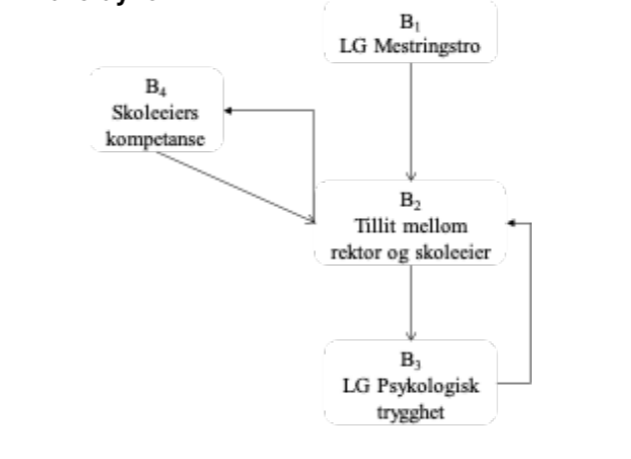 B₁
LG Mestringstro
B₄
Skoleeiers
kompetanse
B₂
Tillit mellom
rektor og skoleeier
B₃
LG Psykologisk
trygghet